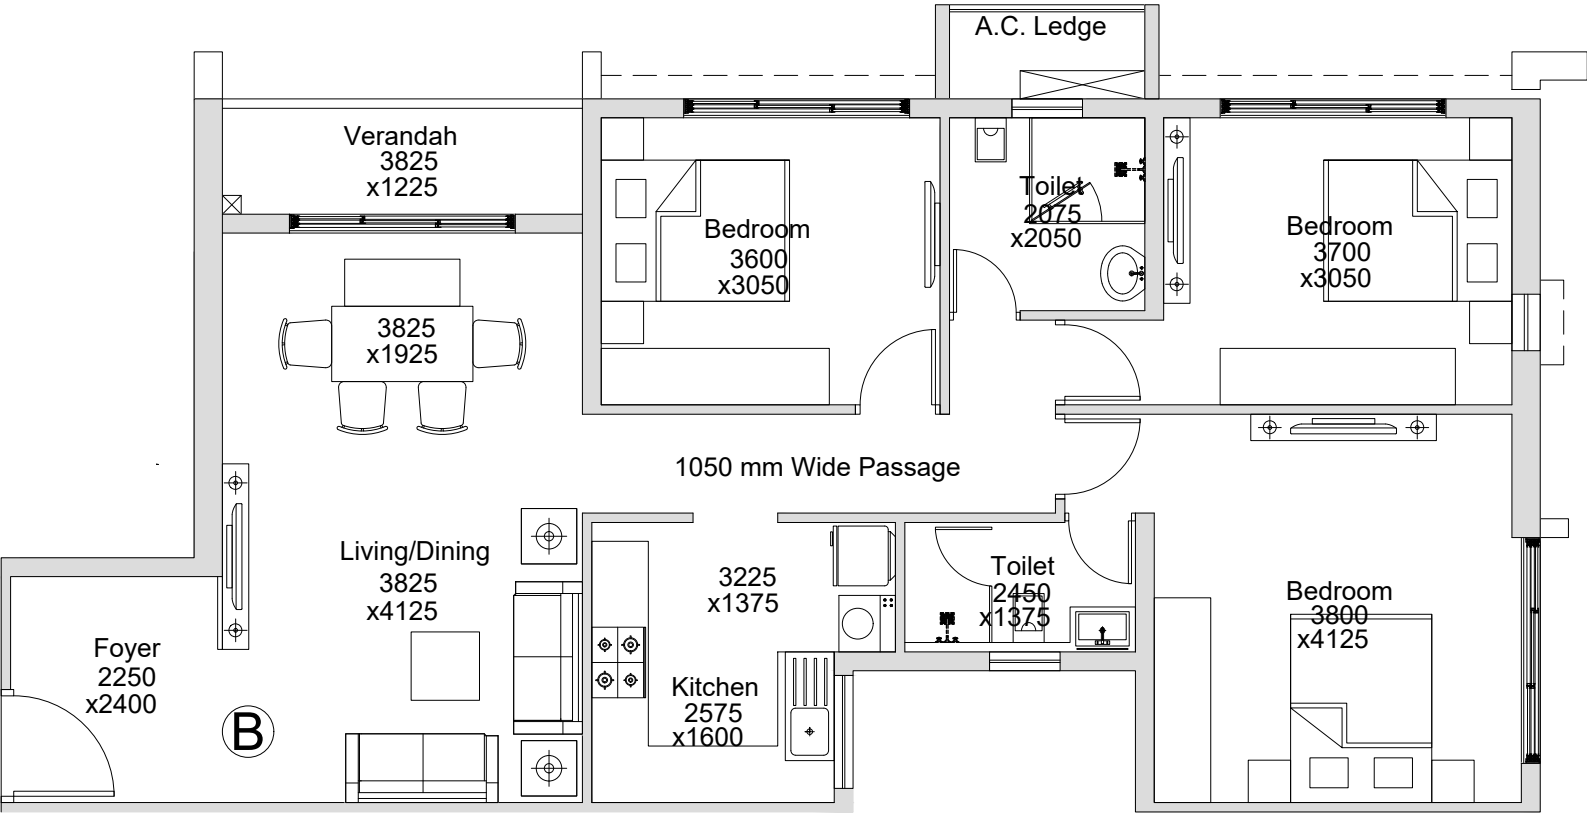 A.C. Ledge
Verandah
3825
x1225
Bedroom
3600
x3050
Toilet
2075
x2050
Bedroom
3700
x3050
3825
x1925
1050 mm Wide Passage
Living/Dining
3825
x4125
3225
x1375
Toilet
2450
x1375
Bedroom
3800
x4125
Foyer
2250
x2400
B
Kitchen
2575
x1600